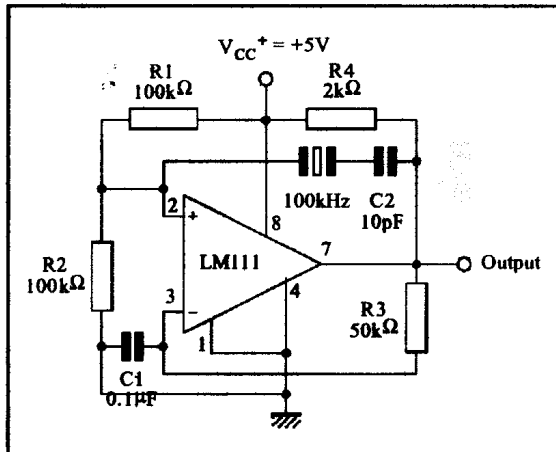 V_CC⁺ = +5V
R1
100kΩ
R4
2kΩ
100kHz
C2
10pF
2
+
8
R2
100kΩ
LM111
7
Output
3
−
4
1
R3
50kΩ
C1
0.1µF